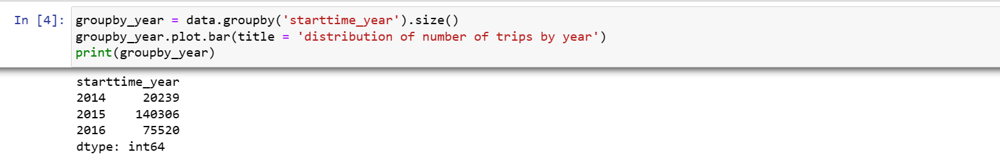 In [4]: groupby_year = data.groupby('starttime_year').size()
groupby_year.plot.bar(title = 'distribution of number of trips by year')
print(groupby_year)
starttime_year
2014     20239
2015    140306
2016     75520
dtype: int64